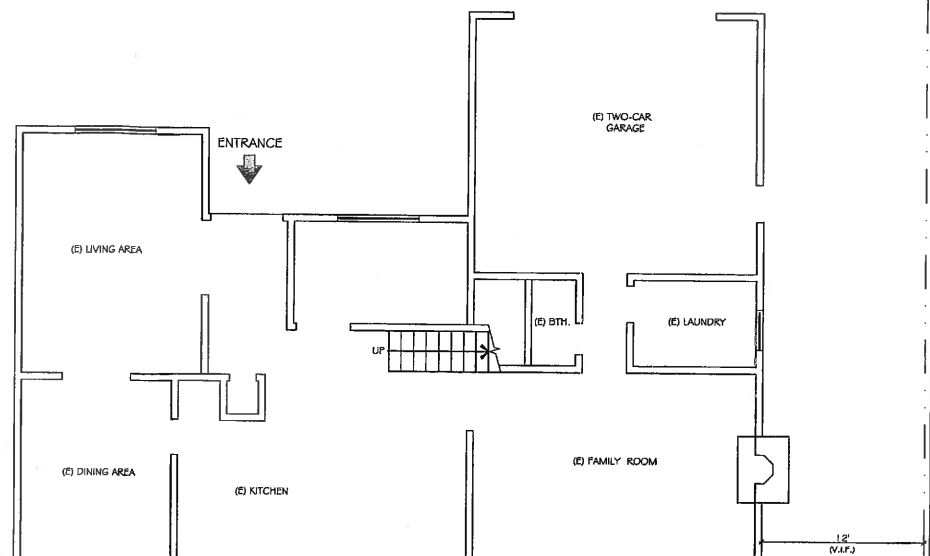 (E) TWO-CAR
GARAGE
ENTRANCE
(E) LIVING AREA
(E) BTH.
(E) LAUNDRY
UP
(E) FAMILY ROOM
(E) DINING AREA
(E) KITCHEN
12'
(V.I.F.)